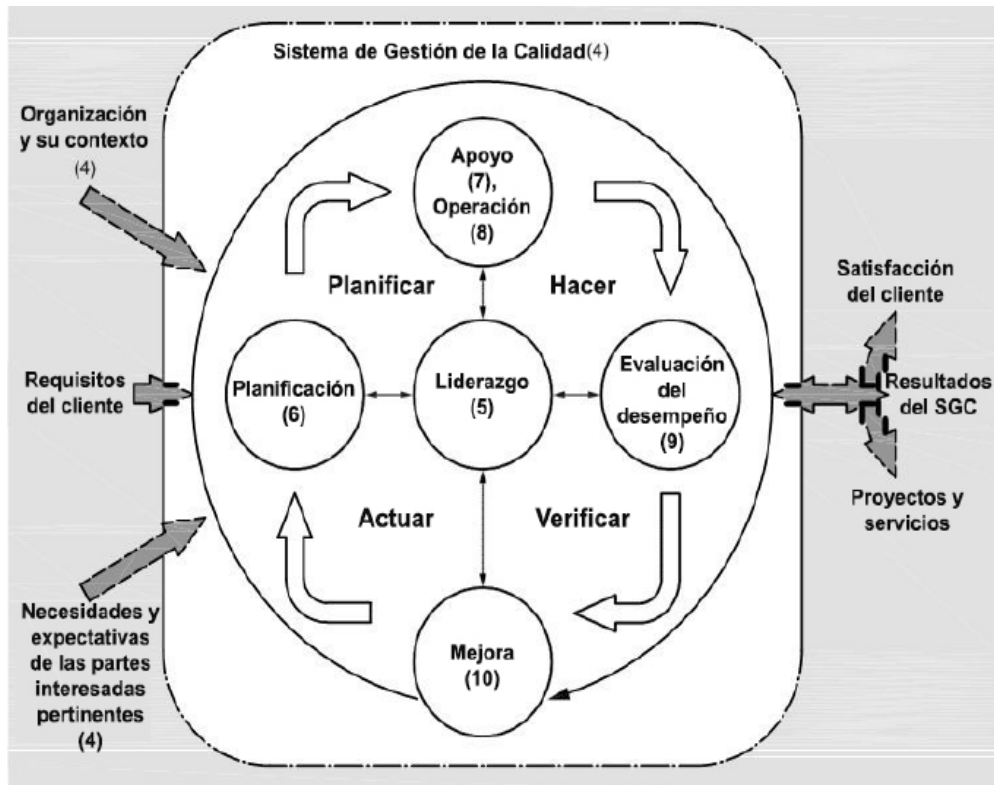 Sistema de Gestión de la Calidad(4)
Organización
y su contexto
(4)
Apoyo
(7),
Operación
(8)
Planificar
Hacer
Satisfacción
del cliente
Requisitos
del cliente
Planificación
(6)
Liderazgo
(5)
Evaluación
del
desempeño
(9)
Resultados
del SGC
Actuar
Verificar
Proyectos y
servicios
Necesidades y
expectativas
de las partes
interesadas
pertinentes
(4)
Mejora
(10)